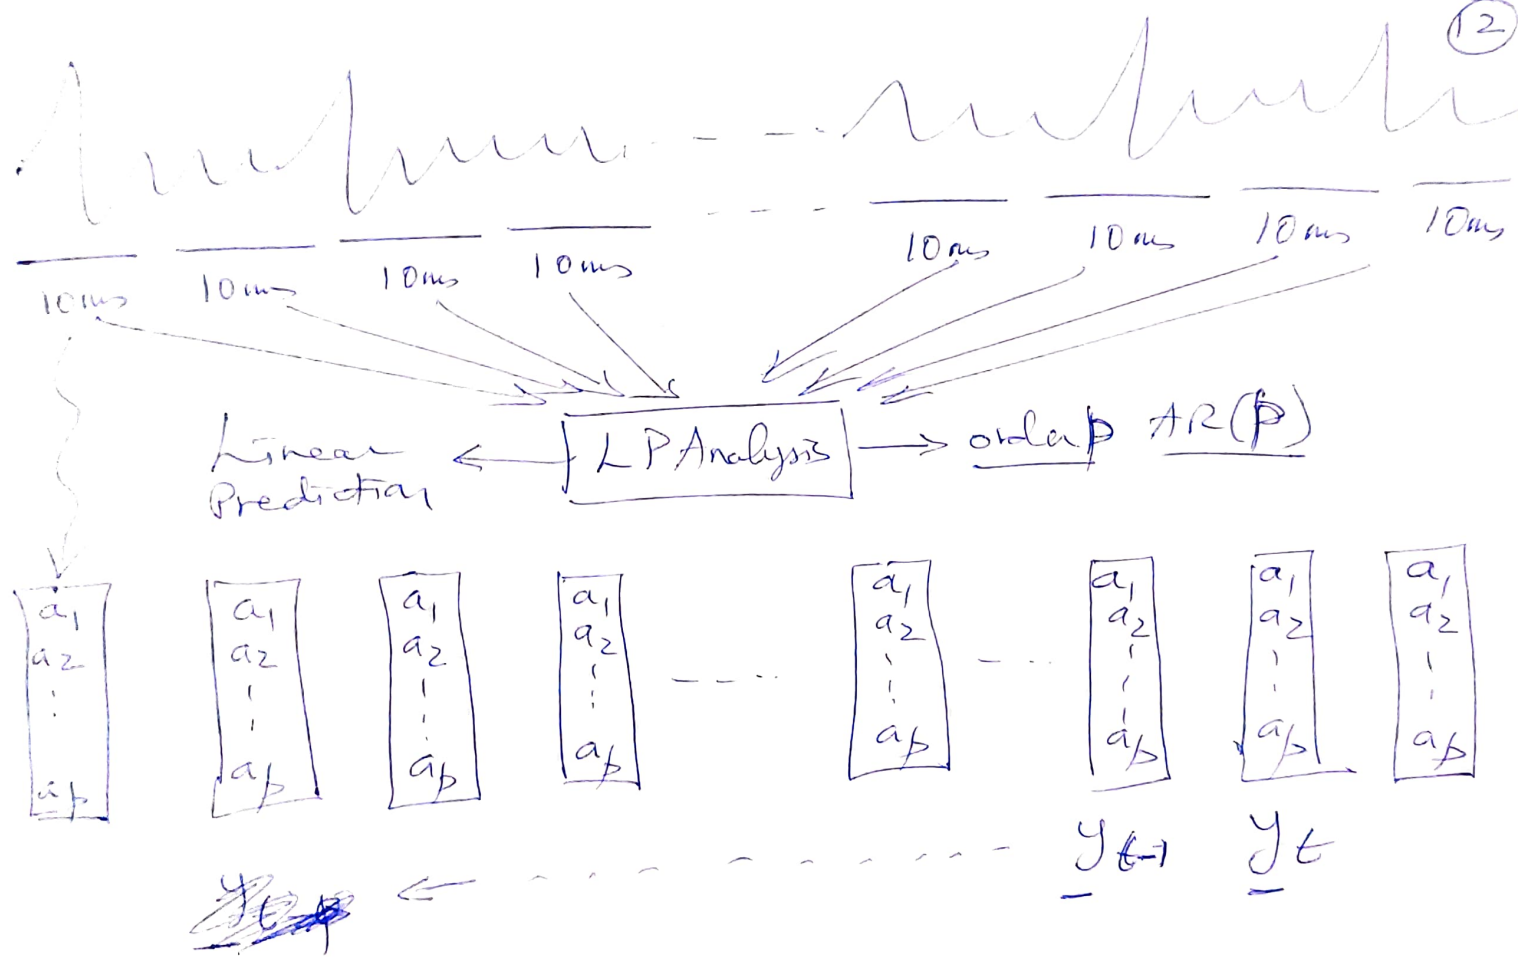 12
10ms 10ms 10ms 10ms - - - 10ms 10ms 10ms 10ms
Linear Prediction ← LP Analysis → order p AR(p)
a1 a1 a1 a1 a1 a1 a1 a1
a2 a2 a2 a2 a2 a2 a2 a2
ap ap ap ap ap ap ap ap
yt-1 yt